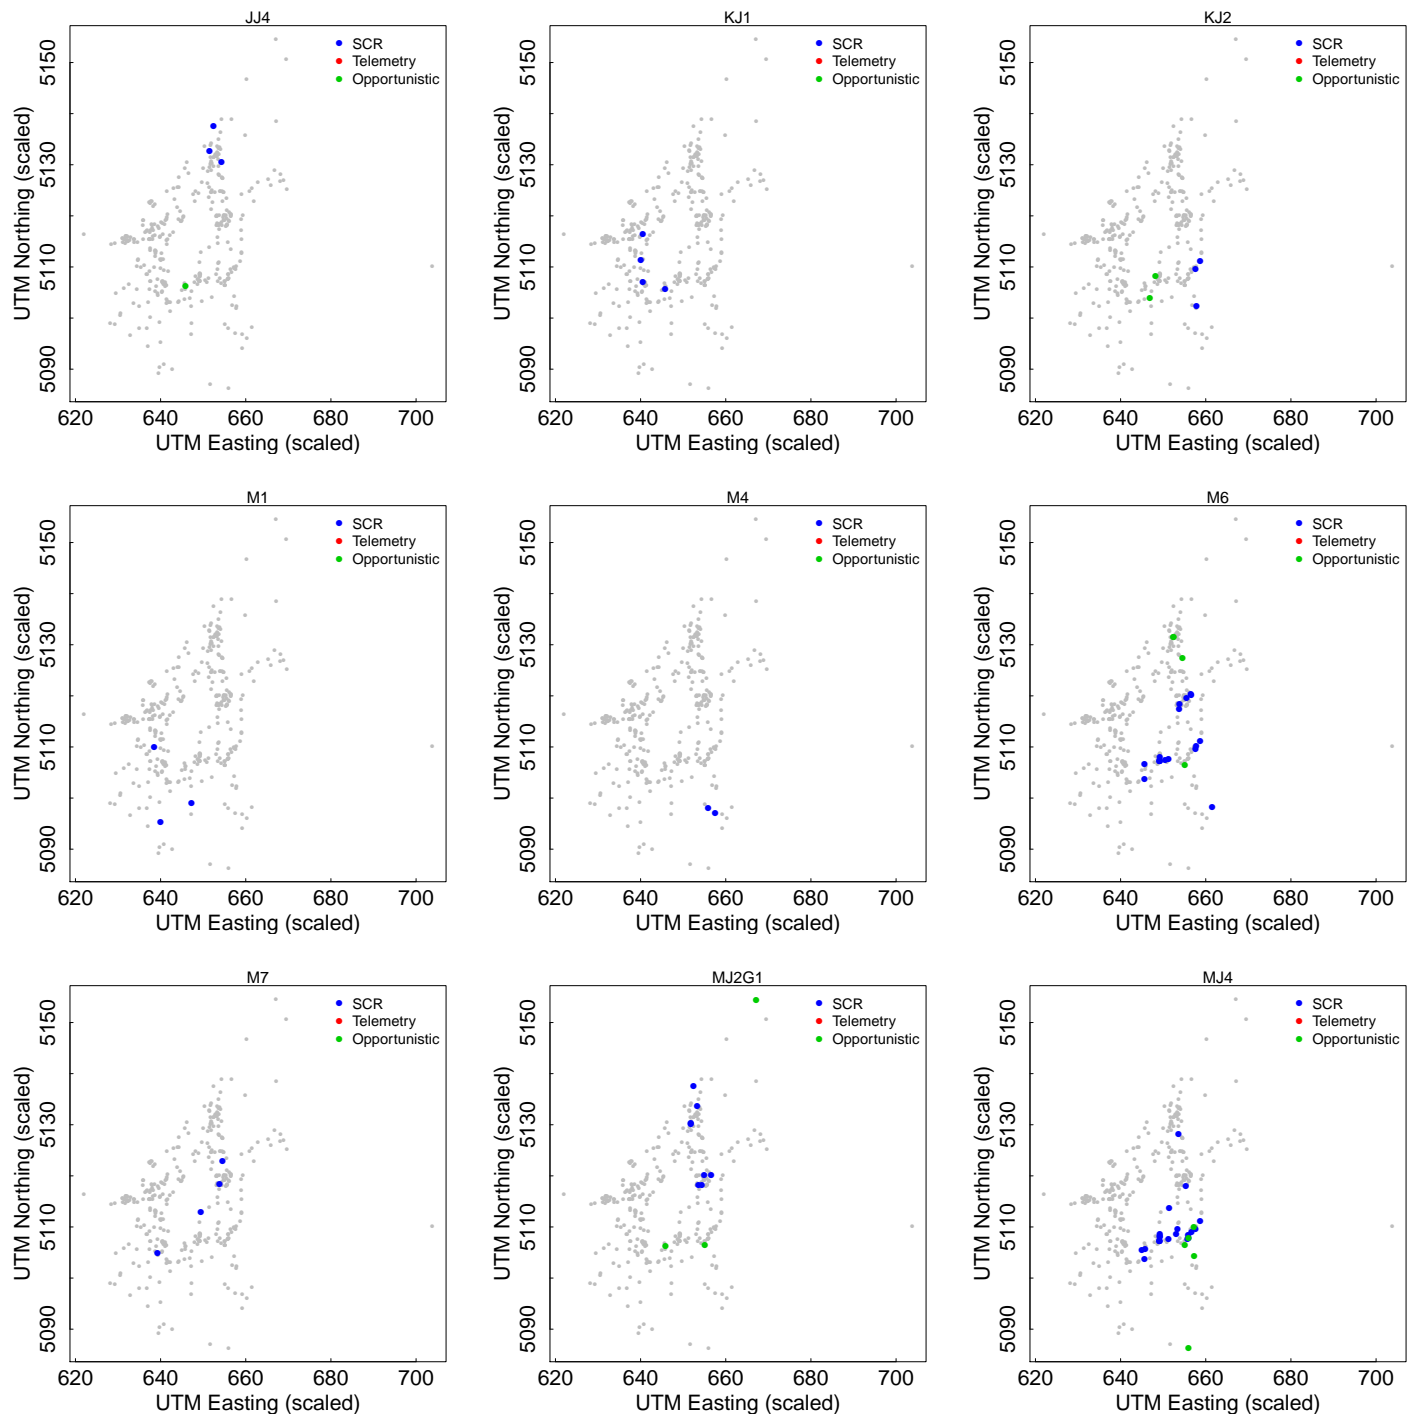 JJ4
SCR
Telemetry
Opportunistic
5150
5130
5110
5090
UTM Northing (scaled)
620 640 660 680 700
UTM Easting (scaled)
KJ1
SCR
Telemetry
Opportunistic
5150
5130
5110
5090
UTM Northing (scaled)
620 640 660 680 700
UTM Easting (scaled)
KJ2
SCR
Telemetry
Opportunistic
5150
5130
5110
5090
UTM Northing (scaled)
620 640 660 680 700
UTM Easting (scaled)
M1
SCR
Telemetry
Opportunistic
5150
5130
5110
5090
UTM Northing (scaled)
620 640 660 680 700
UTM Easting (scaled)
M4
SCR
Telemetry
Opportunistic
5150
5130
5110
5090
UTM Northing (scaled)
620 640 660 680 700
UTM Easting (scaled)
M6
SCR
Telemetry
Opportunistic
5150
5130
5110
5090
UTM Northing (scaled)
620 640 660 680 700
UTM Easting (scaled)
M7
SCR
Telemetry
Opportunistic
5150
5130
5110
5090
UTM Northing (scaled)
620 640 660 680 700
UTM Easting (scaled)
MJ2G1
SCR
Telemetry
Opportunistic
5150
5130
5110
5090
UTM Northing (scaled)
620 640 660 680 700
UTM Easting (scaled)
MJ4
SCR
Telemetry
Opportunistic
5150
5130
5110
5090
UTM Northing (scaled)
620 640 660 680 700
UTM Easting (scaled)